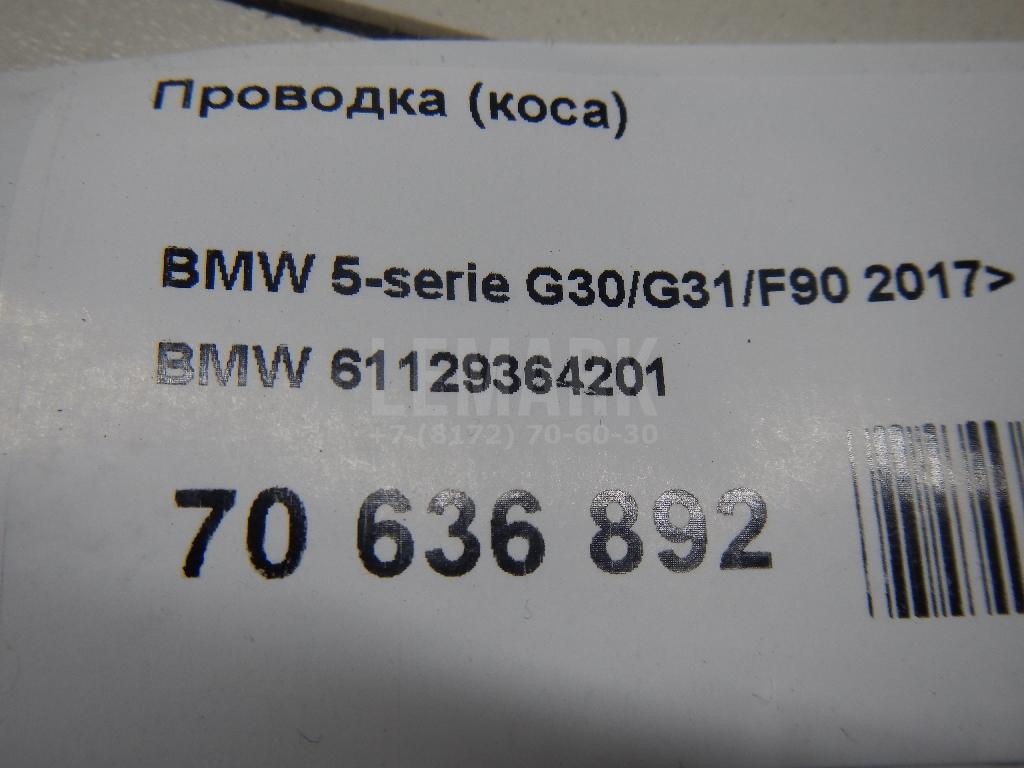 Проводка (коса)
BMW 5-serie G30/G31/F90 2017>
BMW 61129364201
LEMARK
+7 (8172) 70-60-30
70 636 892